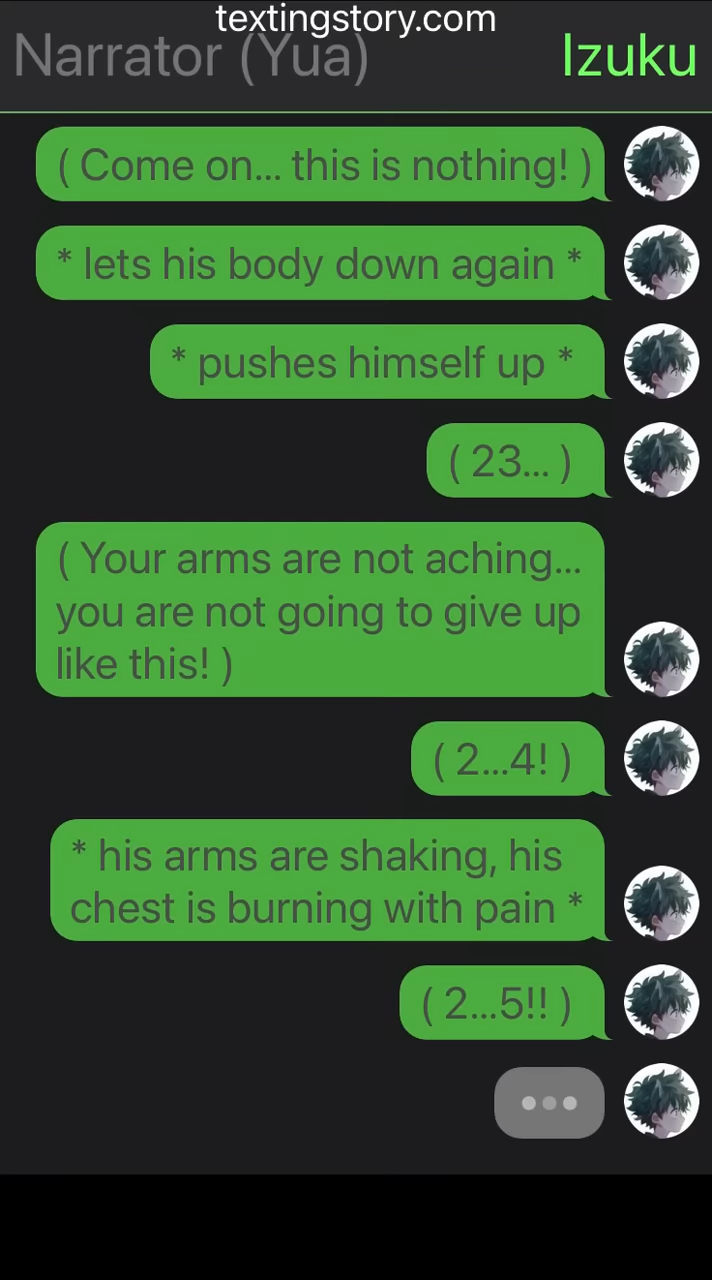 textingstory.com
Narrator (Yua)
Izuku
( Come on... this is nothing! )
* lets his body down again *
* pushes himself up *
( 23... )
( Your arms are not aching...
you are not going to give up
like this! )
( 2...4! )
* his arms are shaking, his
chest is burning with pain *
( 2...5!! )